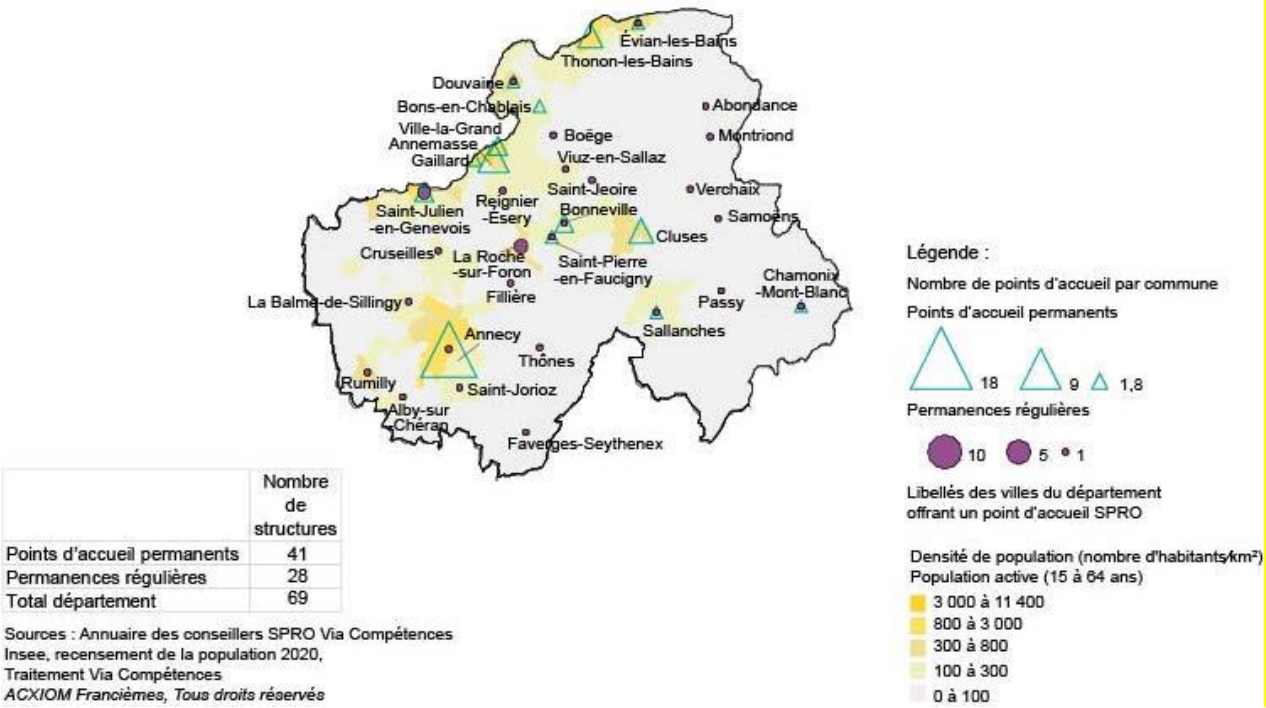 Évian-les-Bains
Thonon-les-Bains
Douvaine
Bons-en-Chablais
Abondance
Ville-la-Grand
Boëge
Montriond
Annemasse
Viuz-en-Sallaz
Gaillard
Saint-Jeoire
Verchaix
Reignier
-Esery
Saint-Julien
-en-Genevois
Bonneville
Samoëns
Cluses
Cruseilles
La Roche
-sur-Foron
Saint-Pierre
-en-Faucigny
Chamonix
-Mont-Blanc
Fillière
La Balme-de-Sillingy
Passy
Sallanches
Annecy
Thônes
Rumilly
Saint-Jorioz
Alby-sur
-Chéran
Faverges-Seythenex
Légende :
Nombre de points d'accueil par commune
Points d'accueil permanents
18 9 1,8
Permanences régulières
10 5 1
Libellés des villes du département
offrant un point d'accueil SPRO
Densité de population (nombre d'habitants/km²)
Population active (15 à 64 ans)
3 000 à 11 400
800 à 3 000
300 à 800
100 à 300
0 à 100
Nombre
de
structures
Points d'accueil permanents 41
Permanences régulières 28
Total département 69
Sources : Annuaire des conseillers SPRO Via Compétences
Insee, recensement de la population 2020,
Traitement Via Compétences
ACXIOM Francièmes, Tous droits réservés